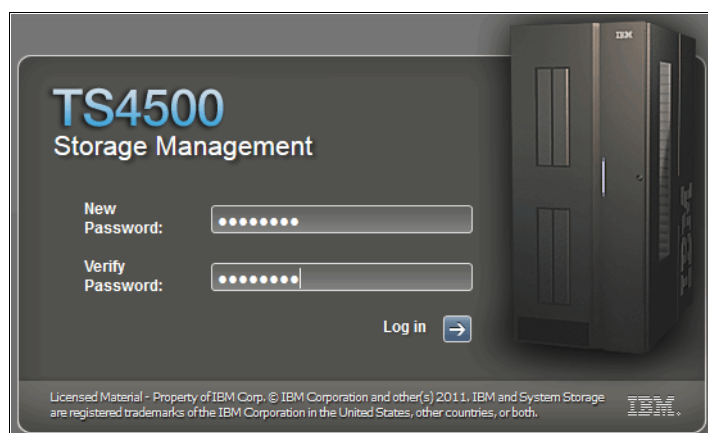 IBM
TS4500
Storage Management
New
Password:
Verify
Password:
Log in
IBM
Licensed Material - Property of IBM Corp. © IBM Corporation and other(s) 2011. IBM and System Storage
are registered trademarks of the IBM Corporation in the United States, other countries, or both.
IBM.